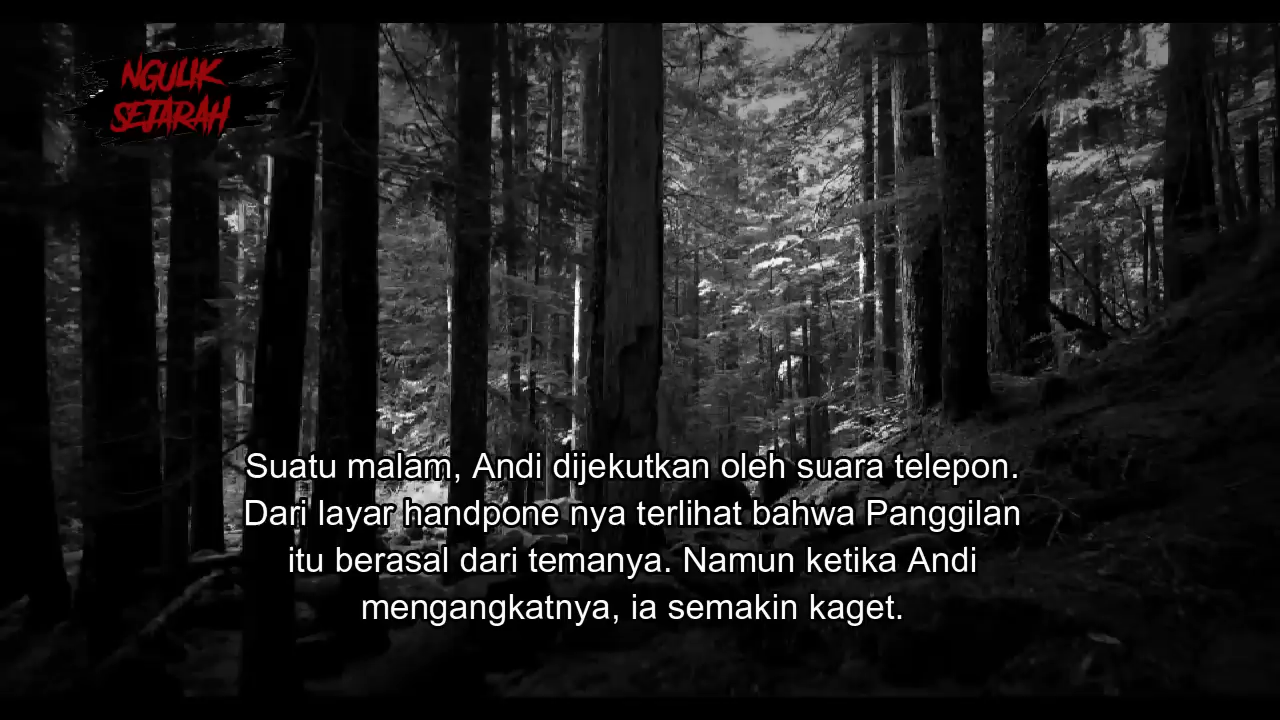 NGULIK
SEJARAH
Suatu malam, Andi dijekutkan oleh suara telepon.
Dari layar handpone nya terlihat bahwa Panggilan
itu berasal dari temanya. Namun ketika Andi
mengangkatnya, ia semakin kaget.